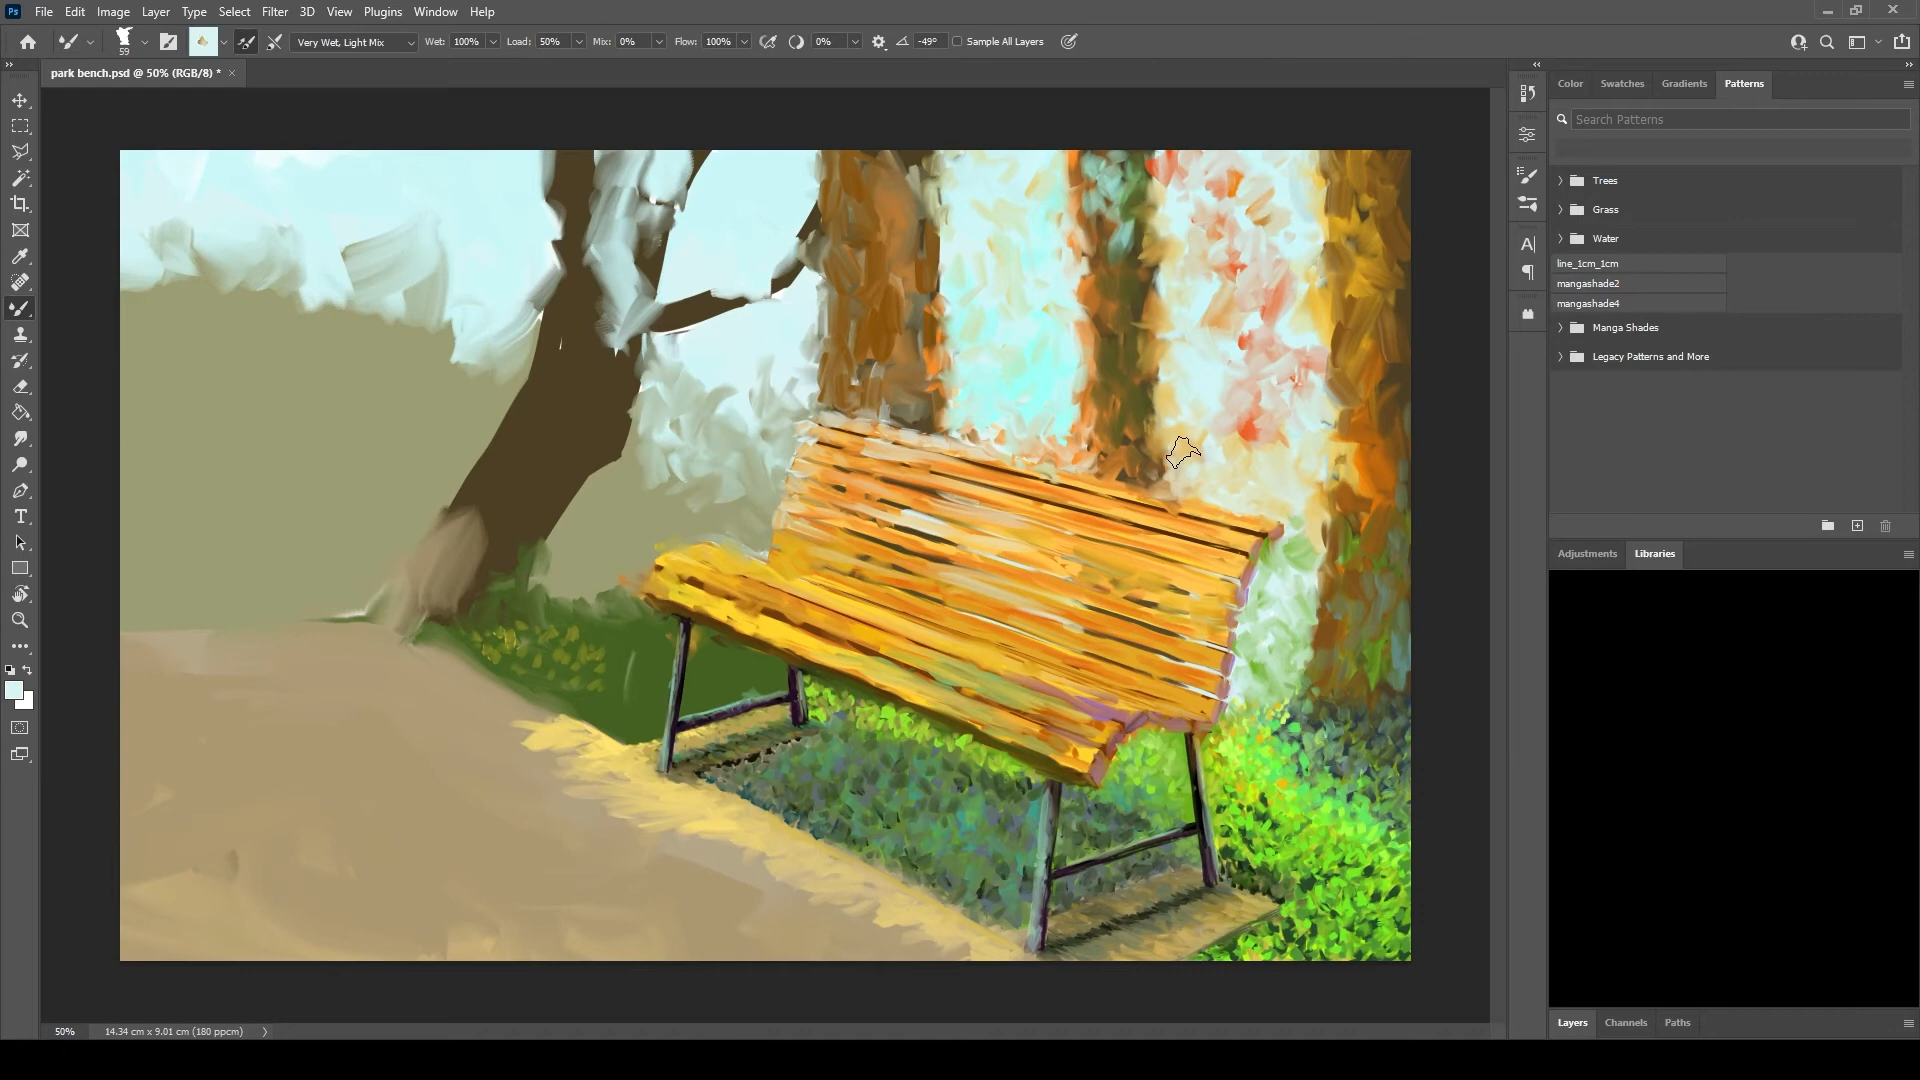 Ps File Edit Image Layer Type Select Filter 3D View Plugins Window Help
59 Very Wet, Light Mix Wet: 100% Load: 50% Mix: 0% Flow: 100% 0% -49° Sample All Layers
park bench.psd @ 50% (RGB/8) * ×
Color Swatches Gradients Patterns
Search Patterns
Trees
Grass
Water
line_1cm_1cm
mangashade2
mangashade4
Manga Shades
Legacy Patterns and More
Adjustments Libraries
Layers Channels Paths
50% 14.34 cm x 9.01 cm (180 ppcm)